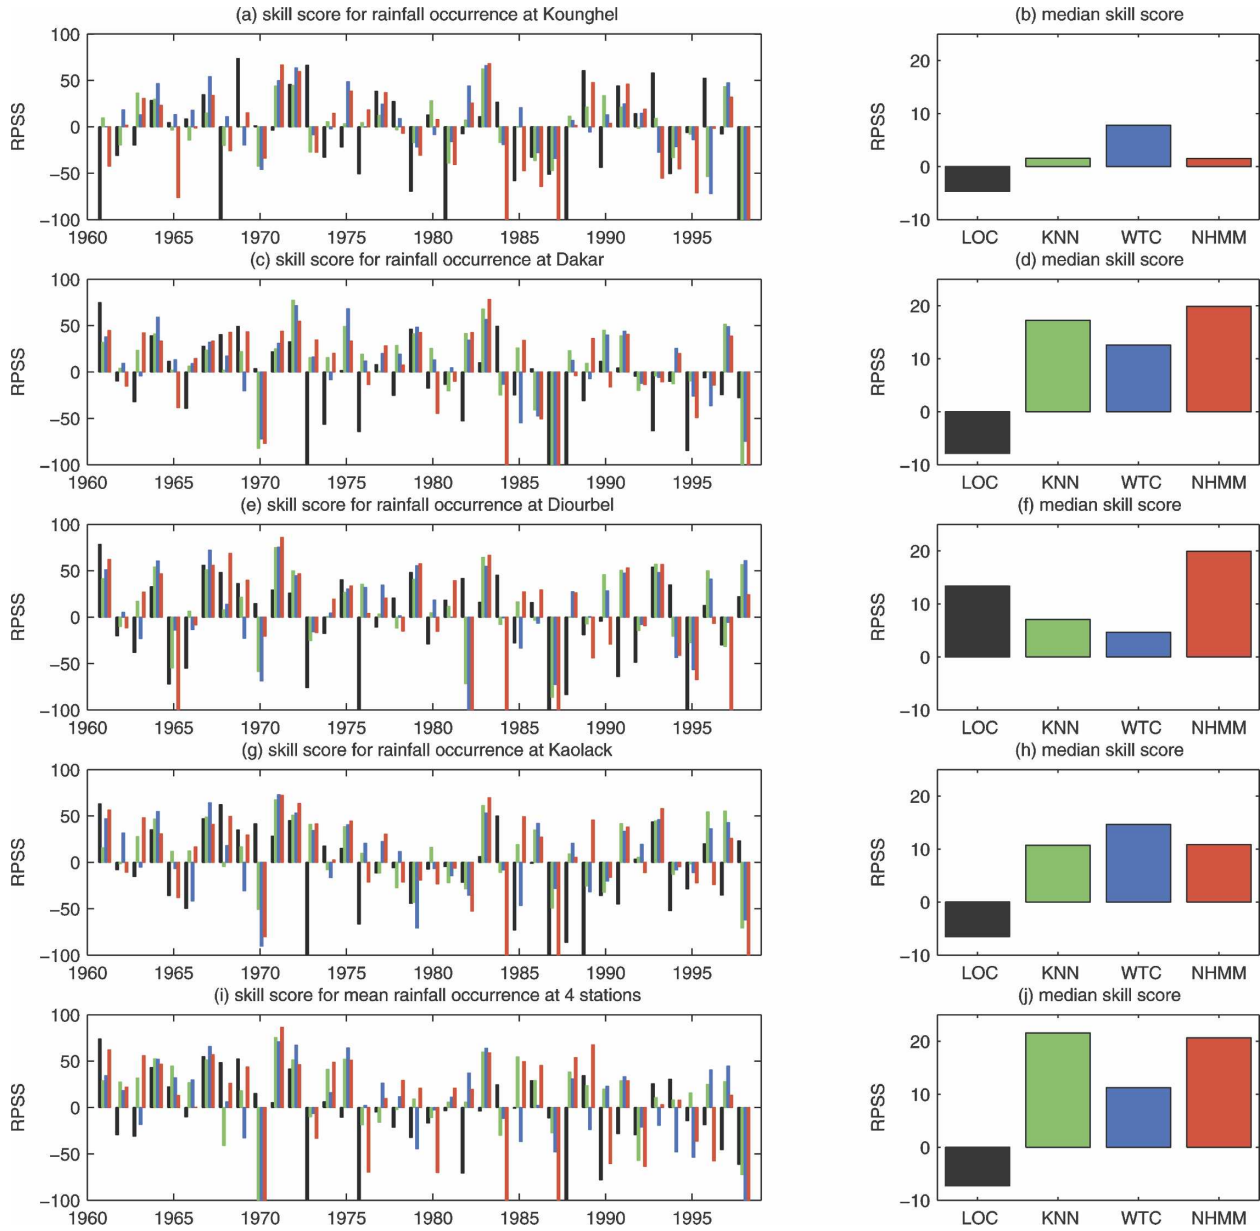 (a) skill score for rainfall occurrence at Kounghel
(b) median skill score
RPSS
100
50
0
−50
−100
1960 1965 1970 1975 1980 1985 1990 1995
RPSS
20
10
0
−10
LOC KNN WTC NHMM
(c) skill score for rainfall occurrence at Dakar
(d) median skill score
RPSS
100
50
0
−50
−100
1960 1965 1970 1975 1980 1985 1990 1995
RPSS
20
10
0
−10
LOC KNN WTC NHMM
(e) skill score for rainfall occurrence at Diourbel
(f) median skill score
RPSS
100
50
0
−50
−100
1960 1965 1970 1975 1980 1985 1990 1995
RPSS
20
10
0
−10
LOC KNN WTC NHMM
(g) skill score for rainfall occurrence at Kaolack
(h) median skill score
RPSS
100
50
0
−50
−100
1960 1965 1970 1975 1980 1985 1990 1995
RPSS
20
10
0
−10
LOC KNN WTC NHMM
(i) skill score for mean rainfall occurrence at 4 stations
(j) median skill score
RPSS
100
50
0
−50
−100
1960 1965 1970 1975 1980 1985 1990 1995
RPSS
20
10
0
−10
LOC KNN WTC NHMM